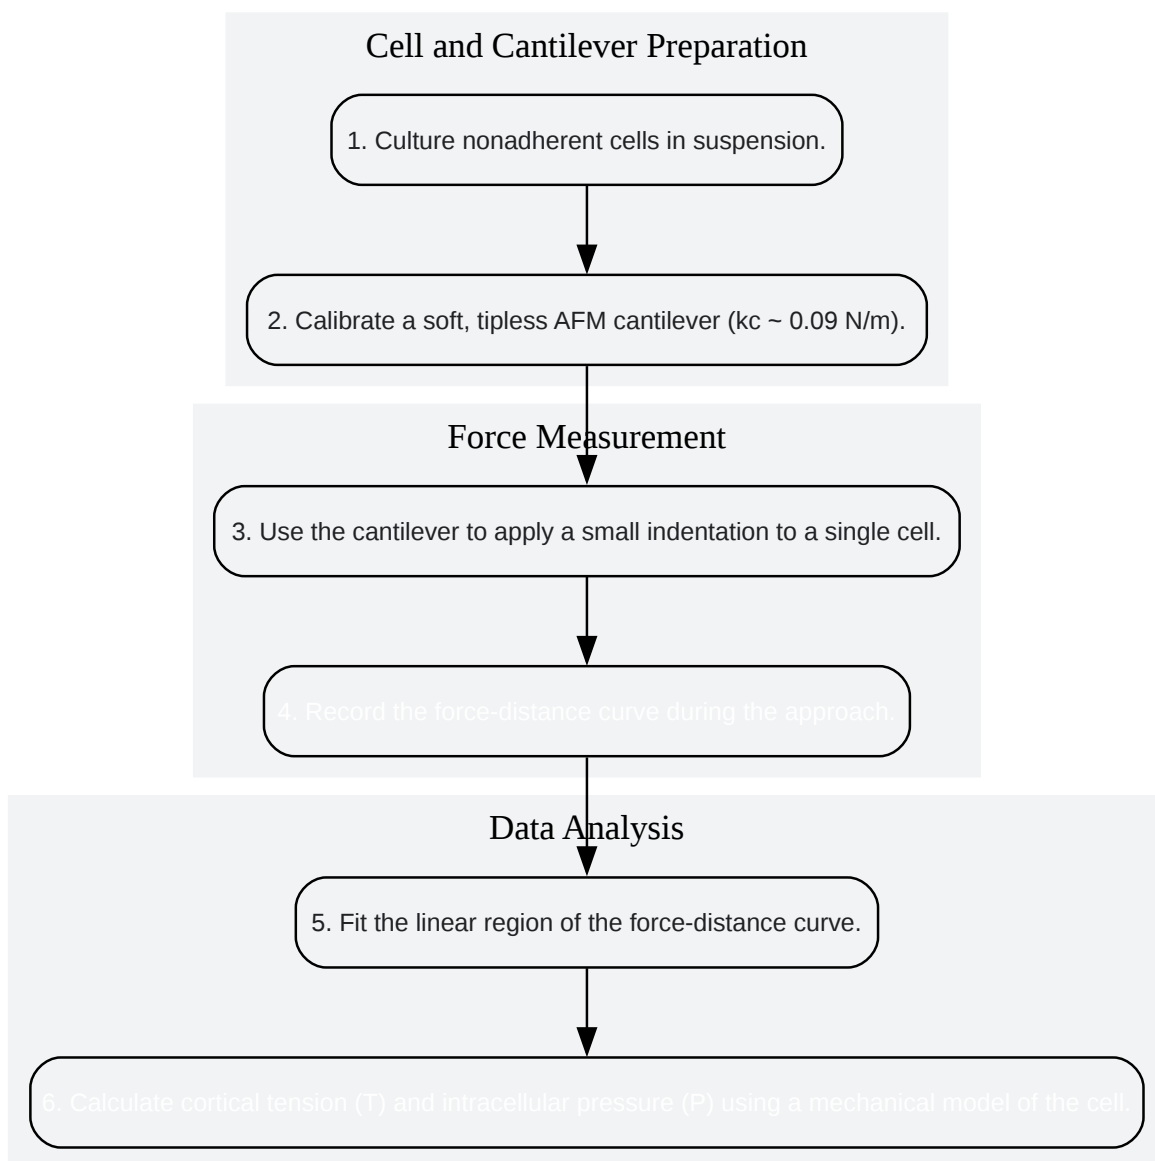 Cell and Cantilever Preparation
1. Culture nonadherent cells in suspension.
2. Calibrate a soft, tipless AFM cantilever (kc ~ 0.09 N/m).
Force Measurement
3. Use the cantilever to apply a small indentation to a single cell.
4. Record the force-distance curve during the approach.
Data Analysis
5. Fit the linear region of the force-distance curve.
6. Calculate cortical tension (T) and intracellular pressure (P) using a mechanical model of the cell.